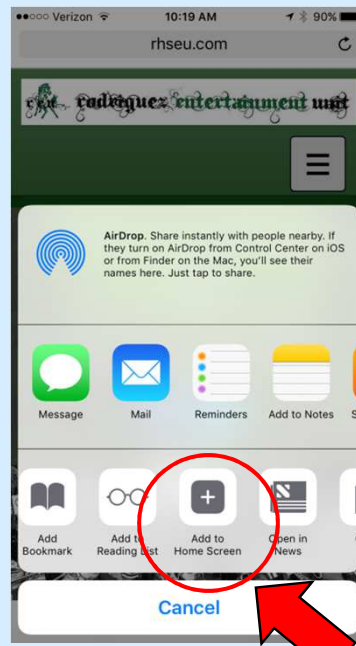 Verizon 10:19 AM 90%
rhseu.com
r.e.u. rodriguez entertainment unit
AirDrop. Share instantly with people nearby. If
they turn on AirDrop from Control Center on iOS
or from Finder on the Mac, you'll see their
names here. Just tap to share.
Message Mail Reminders Add to Notes S
Add Bookmark
Add to Reading List
Add to Home Screen
Open in News
Cancel